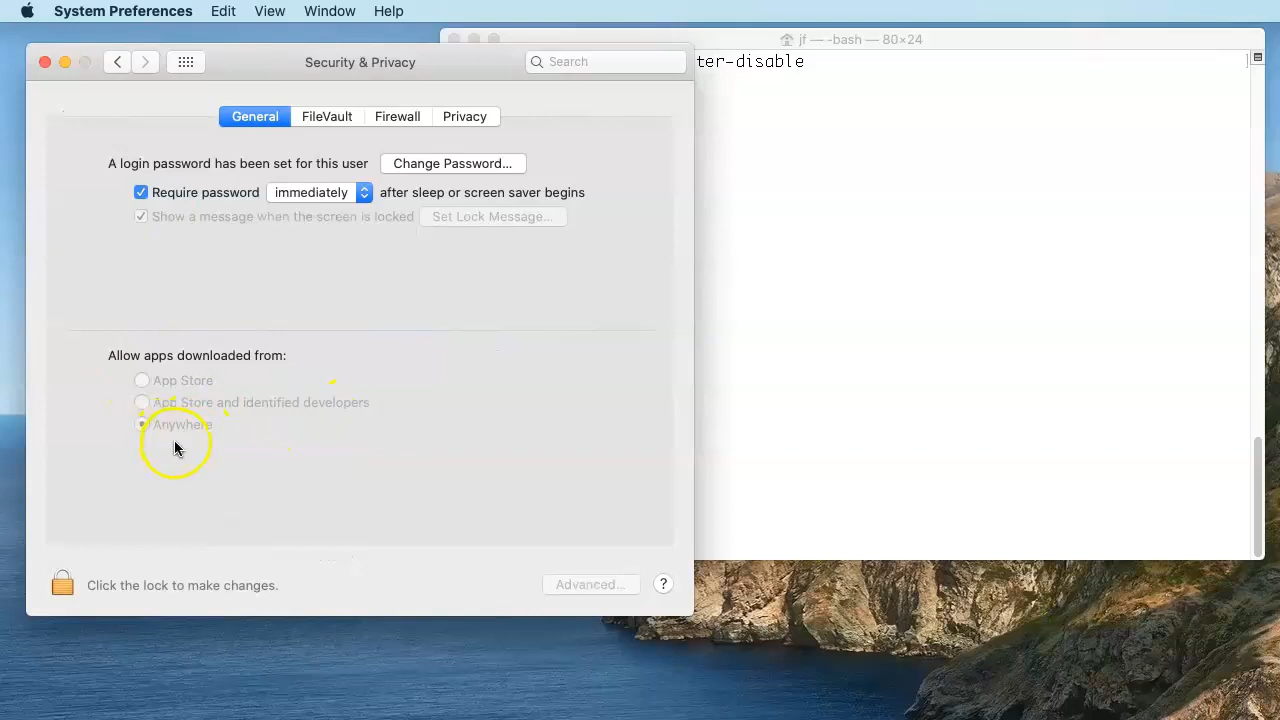 System Preferences Edit View Window Help
jf — -bash — 80×24
ter-disable
Security & Privacy
Search
General FileVault Firewall Privacy
A login password has been set for this user Change Password...
Require password immediately after sleep or screen saver begins
Show a message when the screen is locked Set Lock Message...
Allow apps downloaded from:
App Store
App Store and identified developers
Anywhere
Click the lock to make changes. Advanced... ?